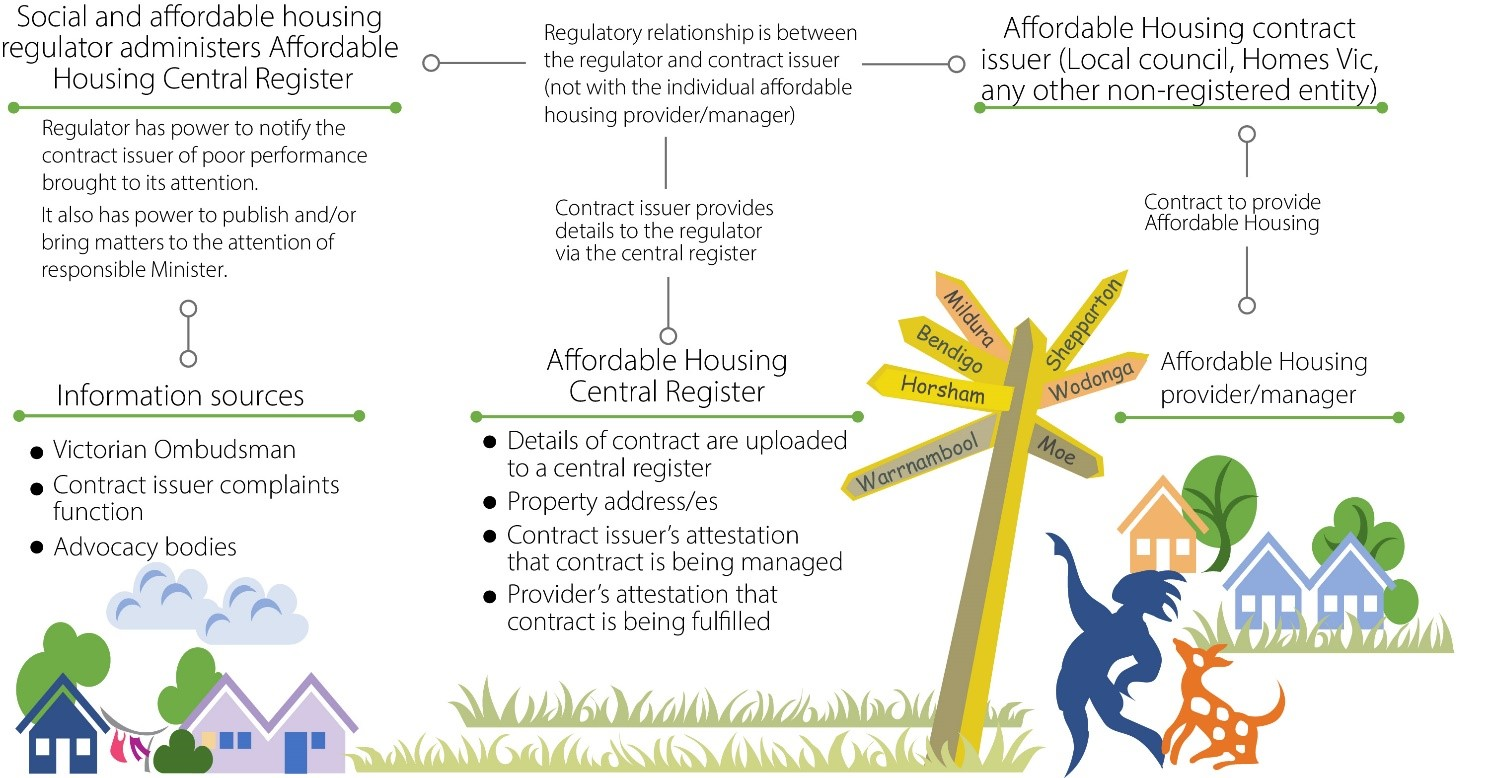 Social and affordable housing
regulator administers Affordable
Housing Central Register
Regulator has power to notify the
contract issuer of poor performance
brought to its attention.
It also has power to publish and/or
bring matters to the attention of
responsible Minister.
Information sources
● Victorian Ombudsman
● Contract issuer complaints
function
● Advocacy bodies
Regulatory relationship is between
the regulator and contract issuer
(not with the individual affordable
housing provider/manager)
Contract issuer provides
details to the regulator
via the central register
Affordable Housing
Central Register
● Details of contract are uploaded
to a central register
● Property address/es
● Contract issuer’s attestation
that contract is being managed
● Provider’s attestation that
contract is being fulfilled
Affordable Housing contract
issuer (Local council, Homes Vic,
any other non-registered entity)
Contract to provide
Affordable Housing
Affordable Housing
provider/manager
Mildura
Shepparton
Bendigo
Wodonga
Horsham
Warrnambool
Moe